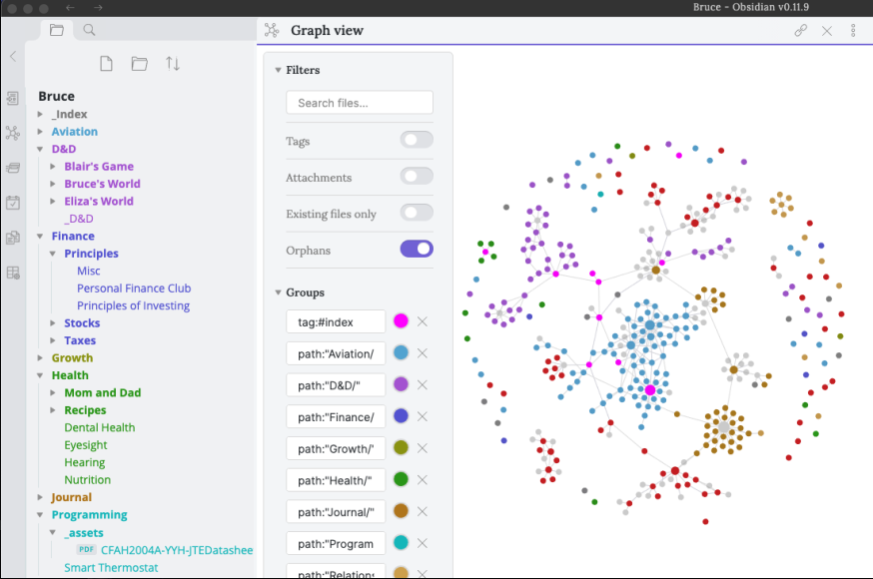 Bruce - Obsidian v0.11.9
Graph view
Bruce
_Index
Aviation
D&D
Blair's Game
Bruce's World
Eliza's World
_D&D
Finance
Principles
Misc
Personal Finance Club
Principles of Investing
Stocks
Taxes
Growth
Health
Mom and Dad
Recipes
Dental Health
Eyesight
Hearing
Nutrition
Journal
Programming
_assets
PDF CFAH2004A-YYH-JTEDatashee
Smart Thermostat
Filters
Search files...
Tags
Attachments
Existing files only
Orphans
Groups
tag:#index
path:"Aviation/
path:"D&D/"
path:"Finance/
path:"Growth/"
path:"Health/"
path:"Journal/"
path:"Program
path:"Relation